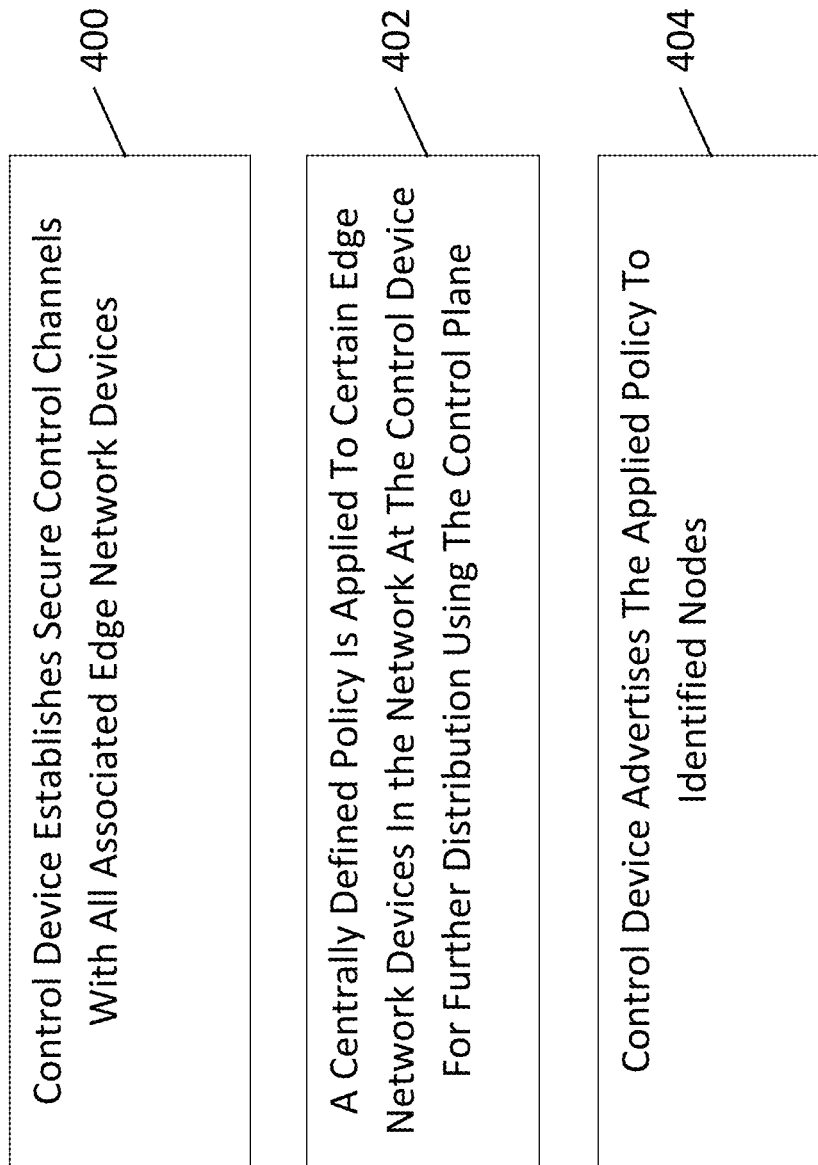 Control Device Establishes Secure Control Channels
With All Associated Edge Network Devices
400
A Centrally Defined Policy Is Applied To Certain Edge
Network Devices In the Network At The Control Device
For Further Distribution Using The Control Plane
402
Control Device Advertises The Applied Policy To
Identified Nodes
404